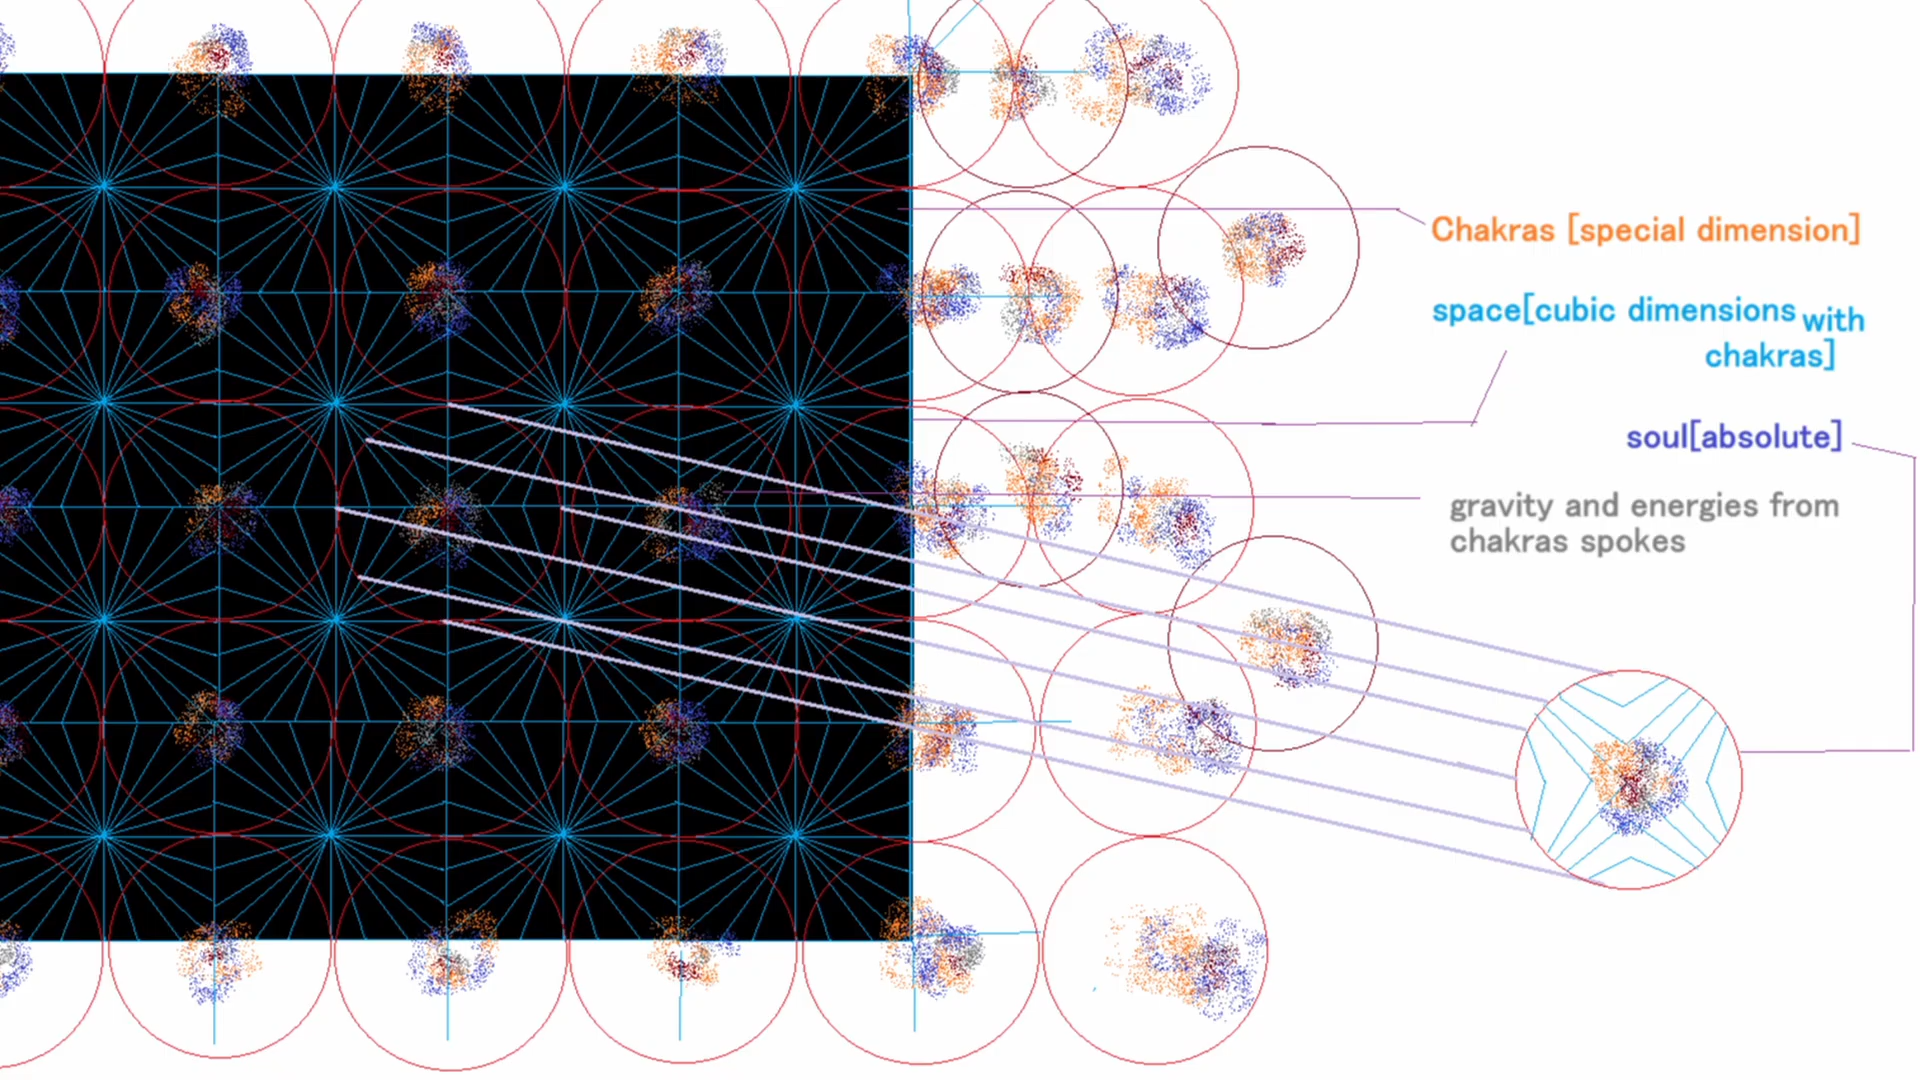 Chakras [special dimension]
space[cubic dimensions with
chakras]
soul[absolute]
gravity and energies from
chakras spokes